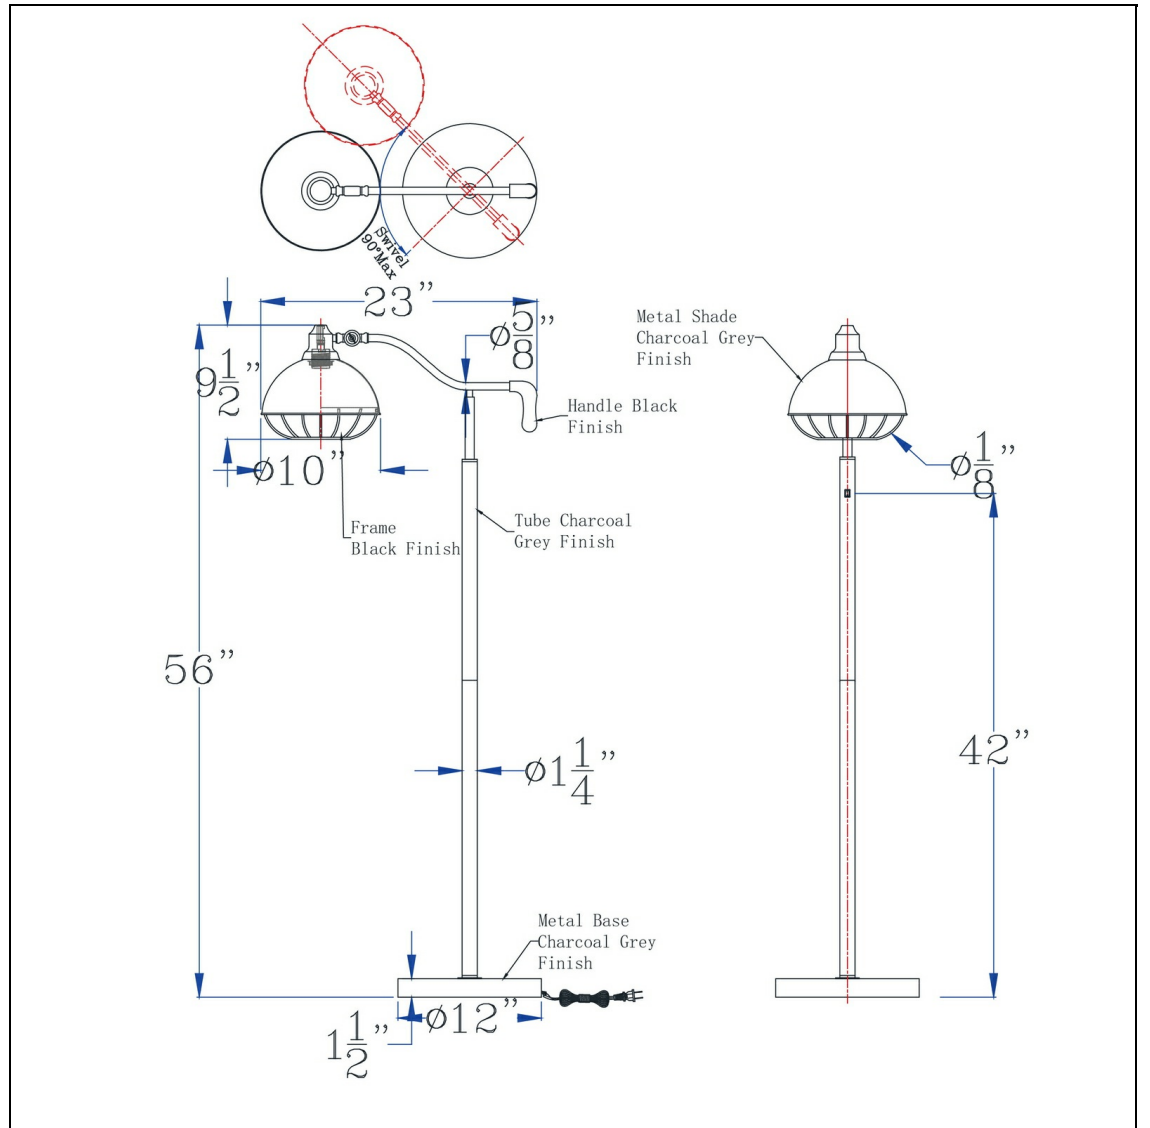 Swivel
90°Max
23”
ø5/8”
9 1/2”
Metal Shade
Charcoal Grey
Finish
Handle Black
Finish
ø10”
ø1/8”
Frame
Black Finish
Tube Charcoal
Grey Finish
56”
42”
ø1 1/4”
Metal Base
Charcoal Grey
Finish
ø12”
1 1/2”